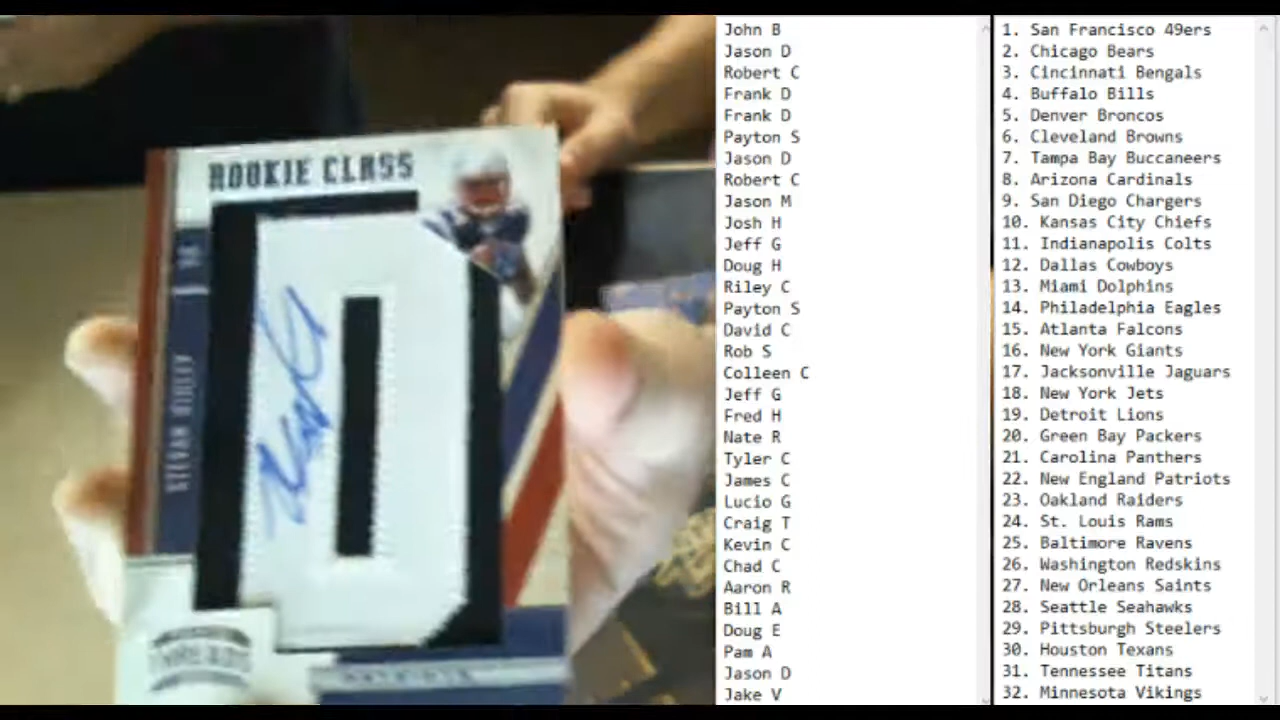 ROOKIE CLASS
STEVAN RIDLEY
D
THREADS
John B
Jason D
Robert C
Frank D
Frank D
Payton S
Jason D
Robert C
Jason M
Josh H
Jeff G
Doug H
Riley C
Payton S
David C
Rob S
Colleen C
Jeff G
Fred H
Nate R
Tyler C
James C
Lucio G
Craig T
Kevin C
Chad C
Aaron R
Bill A
Doug E
Pam A
Jason D
Jake V
1. San Francisco 49ers
2. Chicago Bears
3. Cincinnati Bengals
4. Buffalo Bills
5. Denver Broncos
6. Cleveland Browns
7. Tampa Bay Buccaneers
8. Arizona Cardinals
9. San Diego Chargers
10. Kansas City Chiefs
11. Indianapolis Colts
12. Dallas Cowboys
13. Miami Dolphins
14. Philadelphia Eagles
15. Atlanta Falcons
16. New York Giants
17. Jacksonville Jaguars
18. New York Jets
19. Detroit Lions
20. Green Bay Packers
21. Carolina Panthers
22. New England Patriots
23. Oakland Raiders
24. St. Louis Rams
25. Baltimore Ravens
26. Washington Redskins
27. New Orleans Saints
28. Seattle Seahawks
29. Pittsburgh Steelers
30. Houston Texans
31. Tennessee Titans
32. Minnesota Vikings